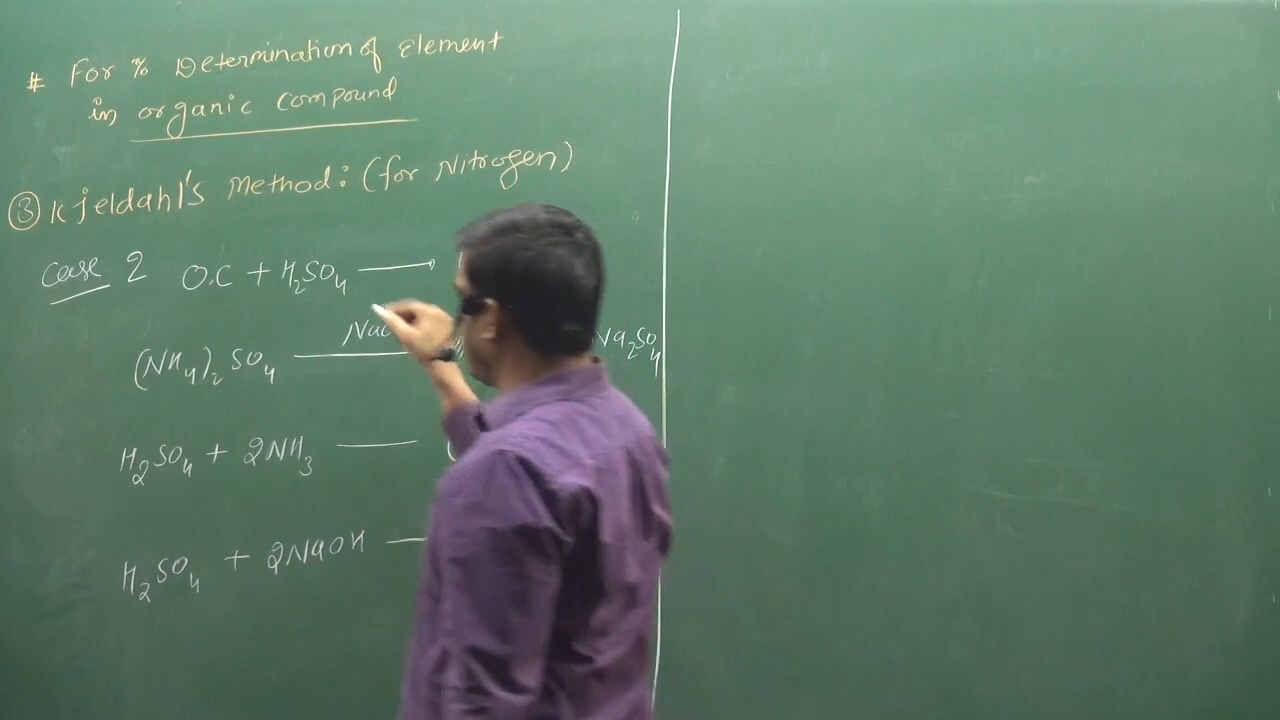 # For % Determination of Element
in organic compound
③ Kjeldahl's Method: (for Nitrogen)
Case 2 O.C + H₂SO₄ ⟶
(NH₄)₂SO₄ ⟶ Na₂SO₄
H₂SO₄ + 2NH₃ —
H₂SO₄ + 2NaOH —